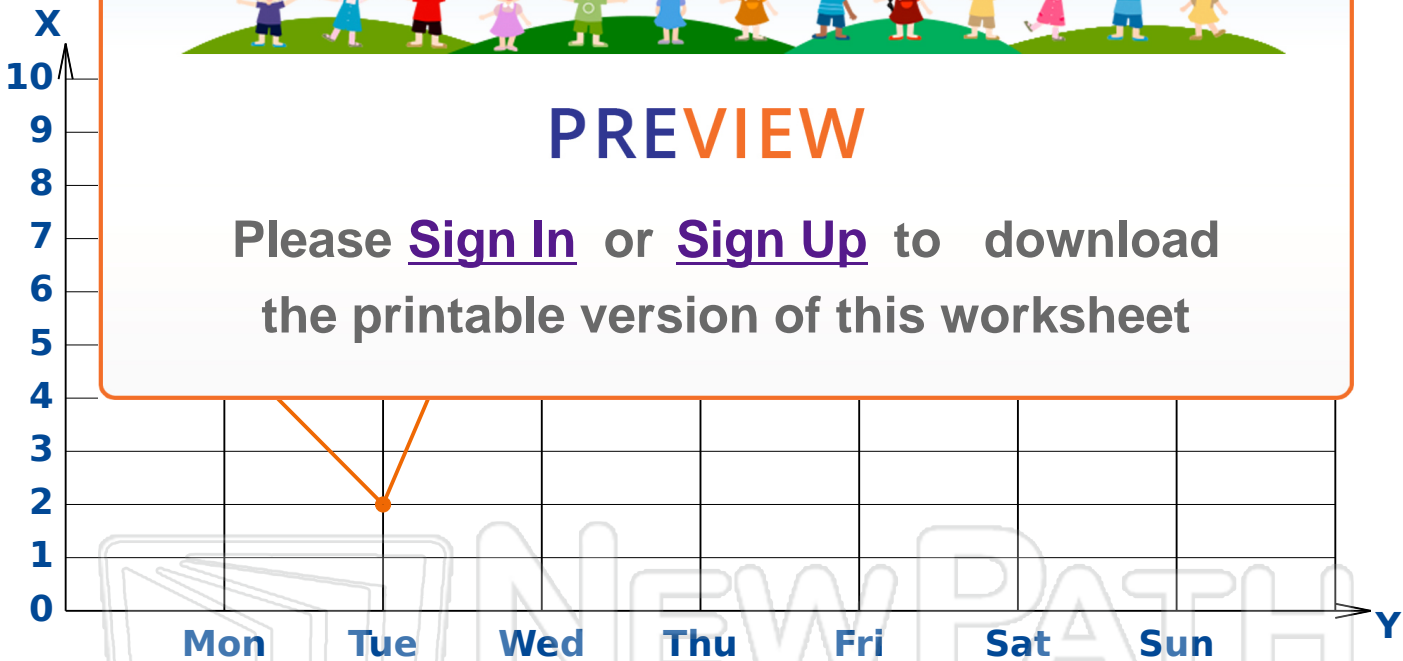 X
10
9
PREVIEW
8
7
Please Sign In or Sign Up to download
6
the printable version of this worksheet
5
4
3
2
1
NEWPATH
0
Y
Mon Tue Wed Thu Fri Sat Sun